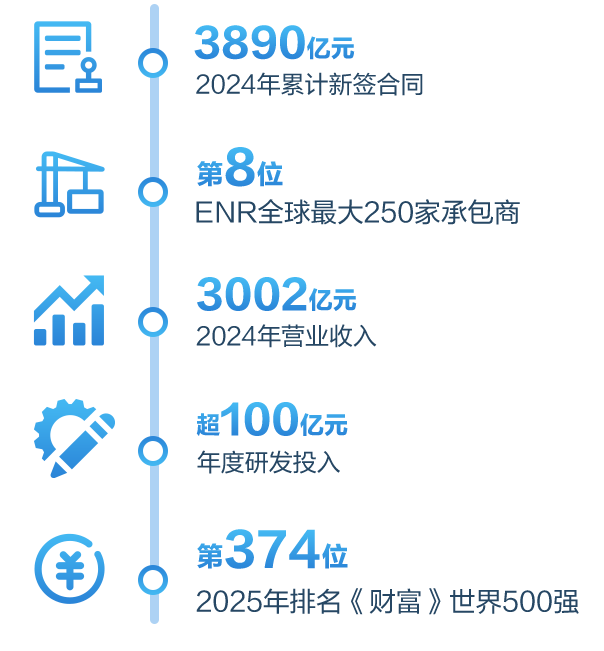 3890亿元
2024年累计新签合同
第8位
ENR全球最大250家承包商
3002亿元
2024年营业收入
超100亿元
年度研发投入
第374位
2025年排名《财富》世界500强